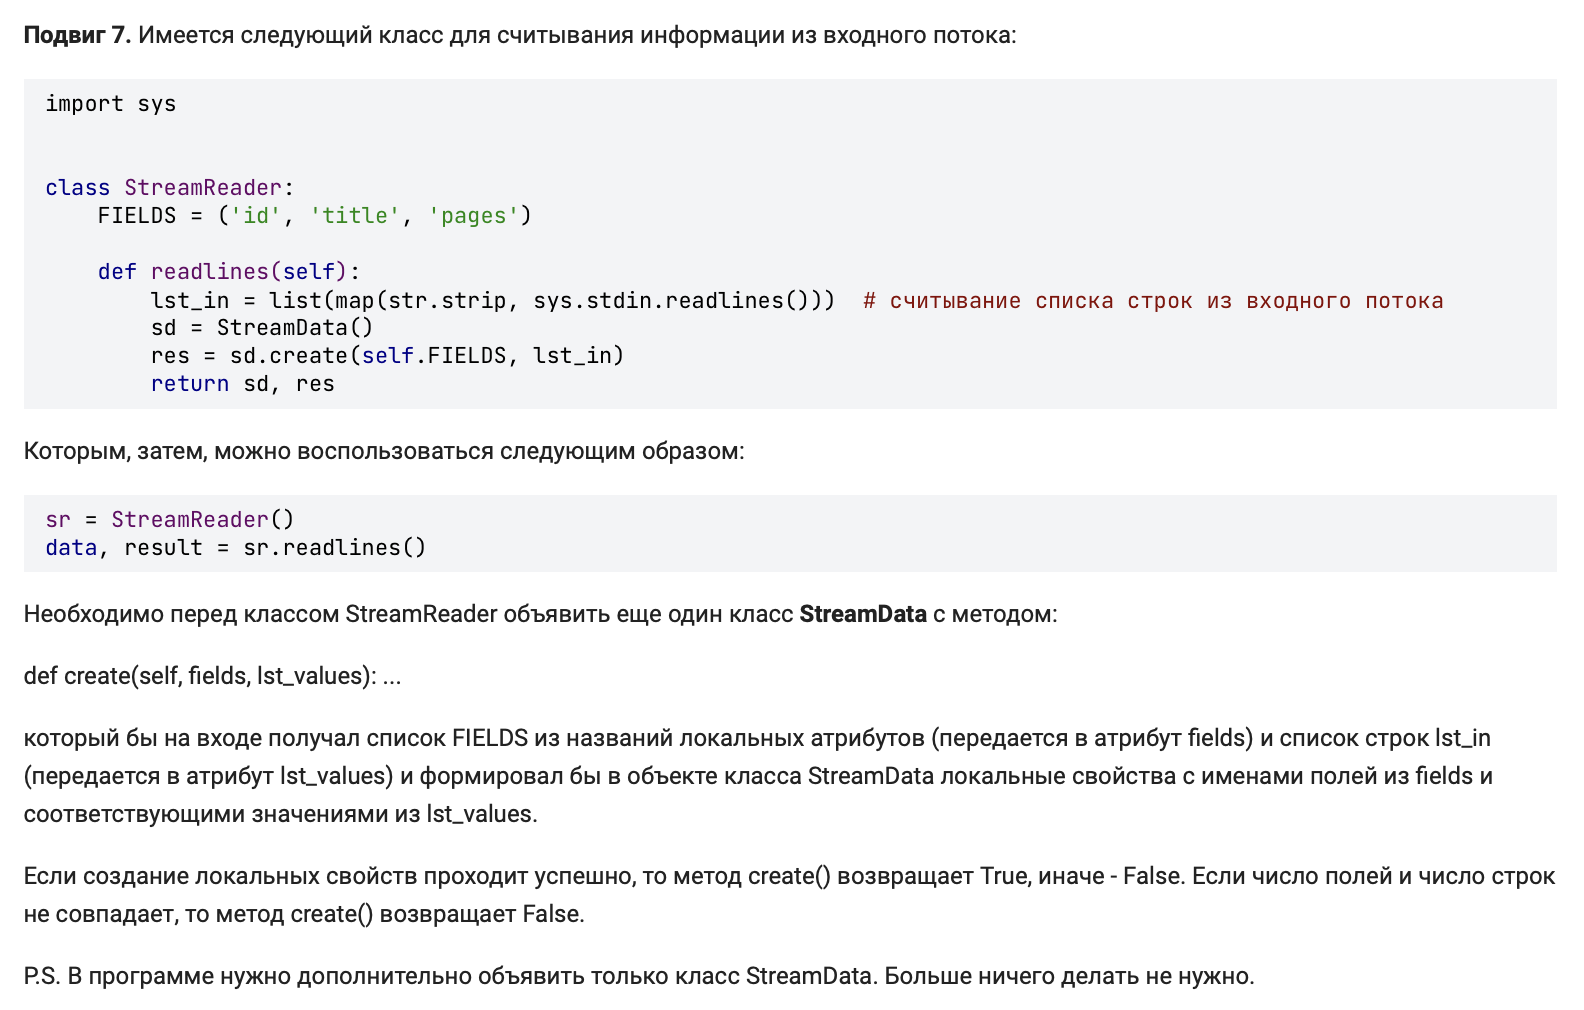 Подвиг 7. Имеется следующий класс для считывания информации из входного потока:
import sys
class StreamReader:
    FIELDS = ('id', 'title', 'pages')
    def readlines(self):
        lst_in = list(map(str.strip, sys.stdin.readlines()))  # считывание списка строк из входного потока
        sd = StreamData()
        res = sd.create(self.FIELDS, lst_in)
        return sd, res
Которым, затем, можно воспользоваться следующим образом:
sr = StreamReader()
data, result = sr.readlines()
Необходимо перед классом StreamReader объявить еще один класс StreamData с методом:
def create(self, fields, lst_values): ...
который бы на входе получал список FIELDS из названий локальных атрибутов (передается в атрибут fields) и список строк lst_in
(передается в атрибут lst_values) и формировал бы в объекте класса StreamData локальные свойства с именами полей из fields и
соответствующими значениями из lst_values.
Если создание локальных свойств проходит успешно, то метод create() возвращает True, иначе - False. Если число полей и число строк
не совпадает, то метод create() возвращает False.
P.S. В программе нужно дополнительно объявить только класс StreamData. Больше ничего делать не нужно.